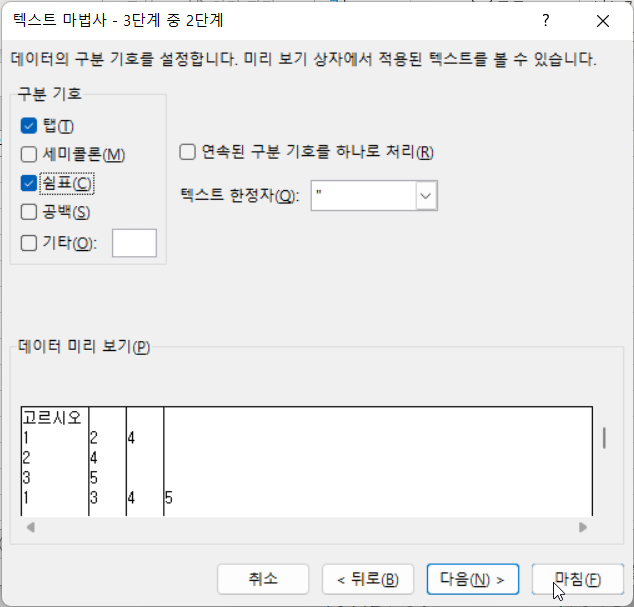 텍스트 마법사 - 3단계 중 2단계 ?
데이터의 구분 기호를 설정합니다. 미리 보기 상자에서 적용된 텍스트를 볼 수 있습니다.
구분 기호
탭(T)
세미콜론(M)
쉼표(C)
공백(S)
기타(O):
연속된 구분 기호를 하나로 처리(R)
텍스트 한정자(Q): "
데이터 미리 보기(P)
고르시오
1 2 4
2 4
3 5
1 3 4 5
취소 < 뒤로(B) 다음(N) > 마침(F)